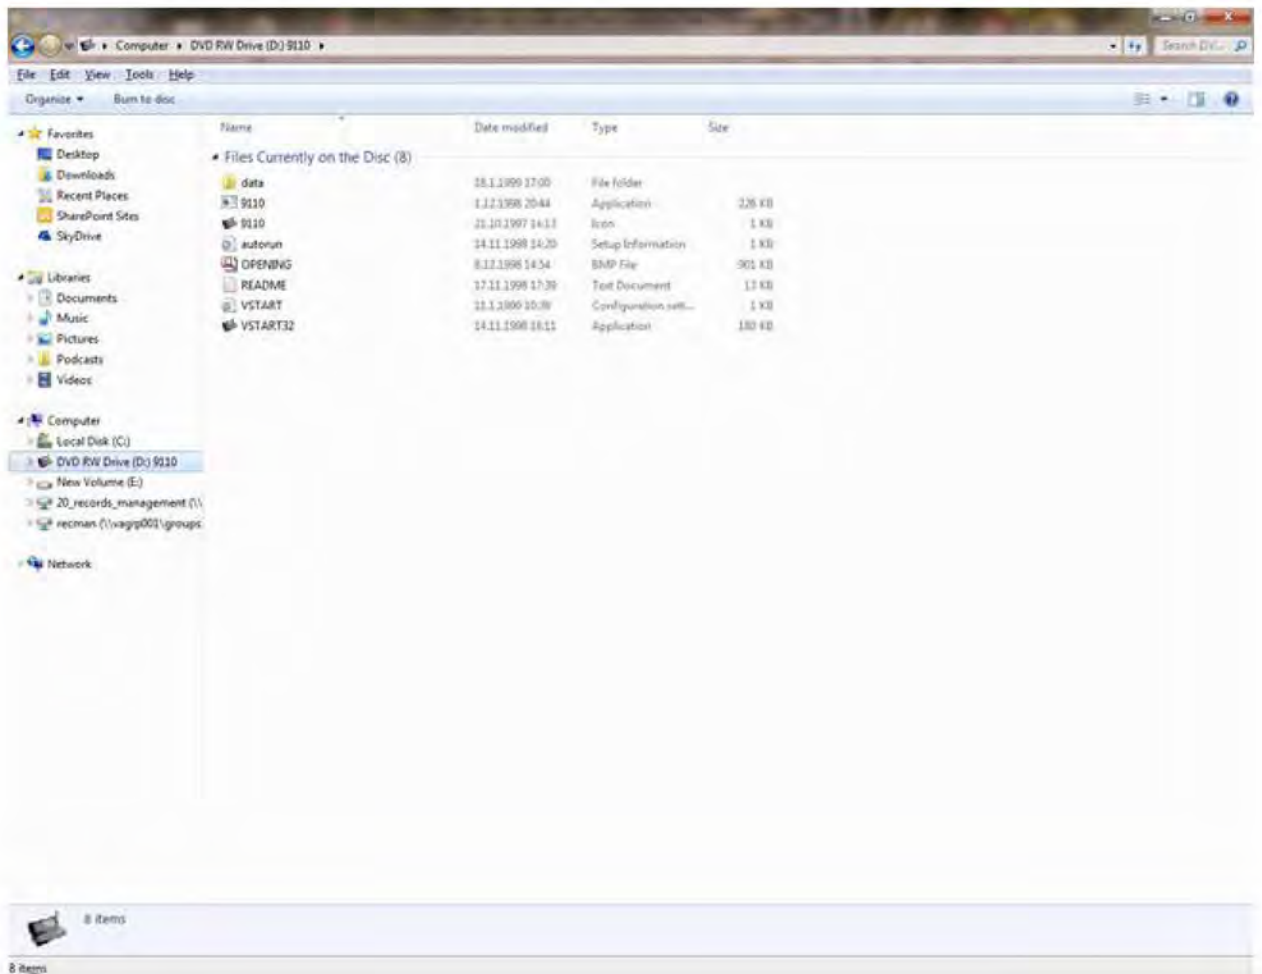 Computer ▸ DVD RW Drive (D:) 9110 ▸
Search DV...
File Edit View Tools Help
Organize Burn to disc
Favorites
Desktop
Downloads
Recent Places
SharePoint Sites
SkyDrive
Libraries
Documents
Music
Pictures
Podcasts
Videos
Computer
Local Disk (C:)
DVD RW Drive (D:) 9110
New Volume (E:)
20_records_management (\\
recman (\\vagrp001\groups
Network
Name Date modified Type Size
Files Currently on the Disc (8)
data 18.1.1999 17:00 File folder
9110 1.12.1998 20:44 Application 226 KB
9110 21.10.1997 14:13 Icon 1 KB
autorun 14.11.1998 14:20 Setup Information 1 KB
OPENING 8.12.1998 14:54 BMP File 901 KB
README 17.11.1998 17:39 Text Document 13 KB
VSTART Configuration sett... 1 KB
VSTART32 14.11.1998 16:11 Application 180 KB
8 items
8 items